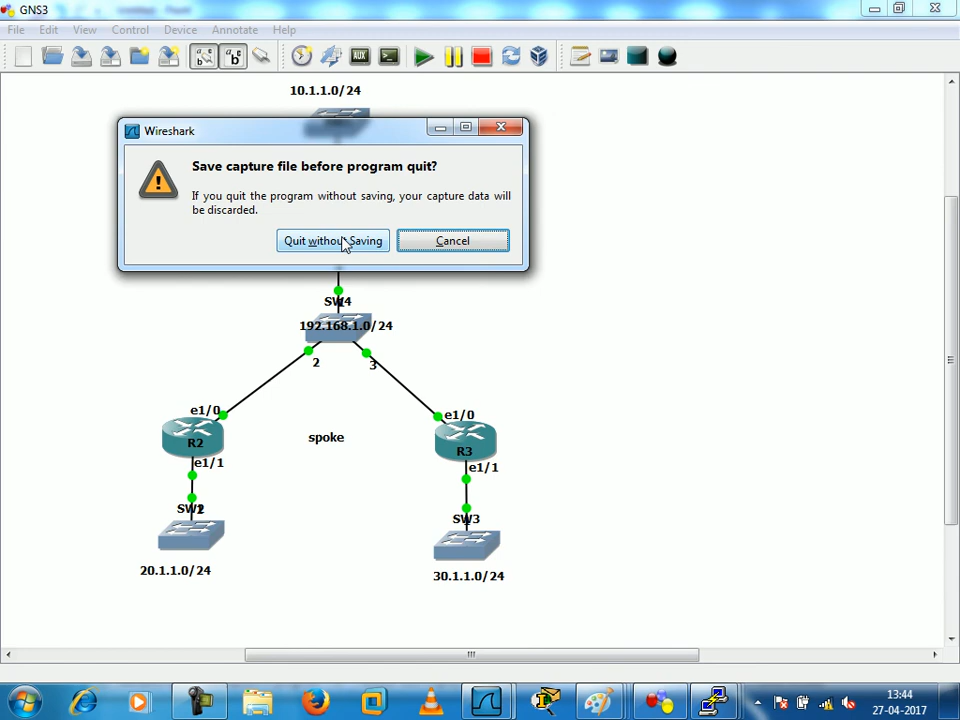 GNS3
File Edit View Control Device Annotate Help
AUX
10.1.1.0/24
Wireshark
Save capture file before program quit?
If you quit the program without saving, your capture data will
be discarded.
Quit without Saving
Cancel
SW4
192.168.1.0/24
2
3
e1/0
e1/0
R2
R3
spoke
e1/1
e1/1
SW3
20.1.1.0/24
30.1.1.0/24
13:44
27-04-2017